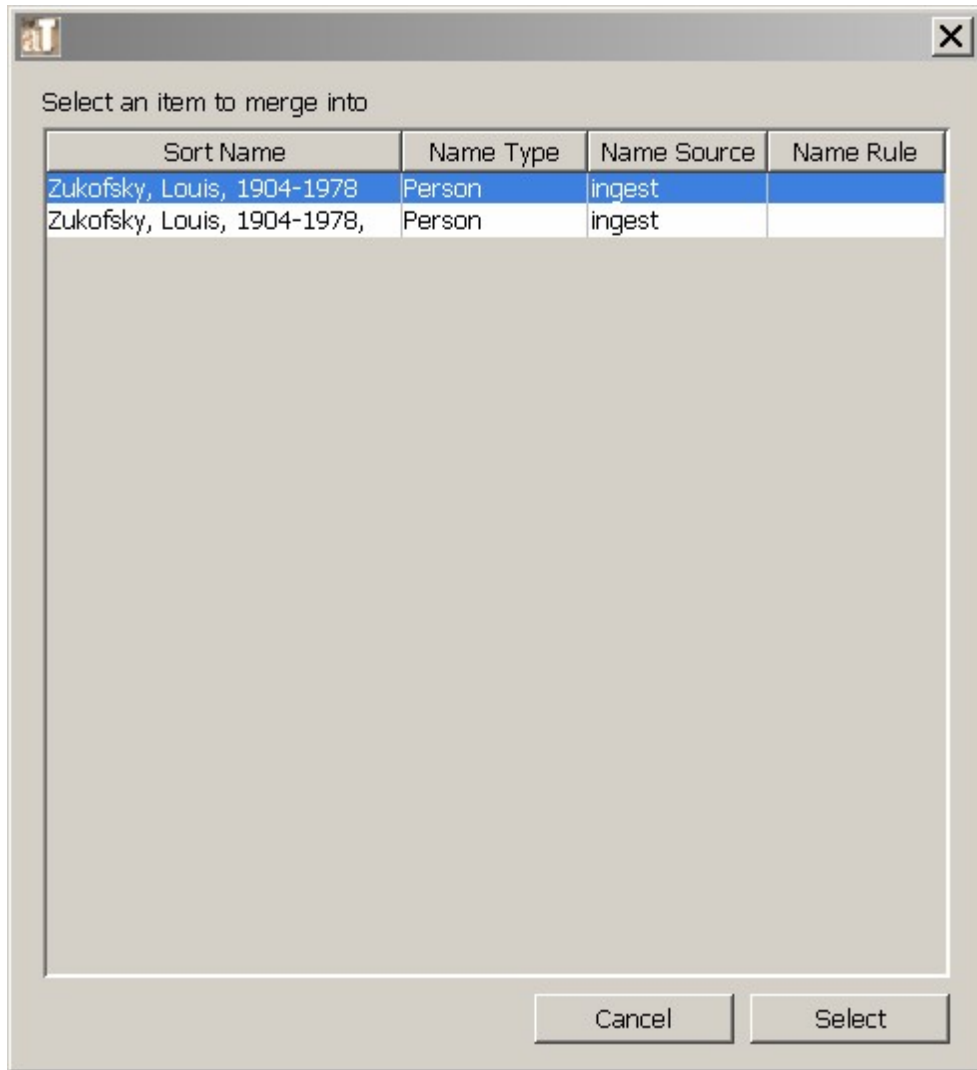 aT
Select an item to merge into
Sort Name Name Type Name Source Name Rule
Zukofsky, Louis, 1904-1978 Person ingest
Zukofsky, Louis, 1904-1978, Person ingest
Cancel Select